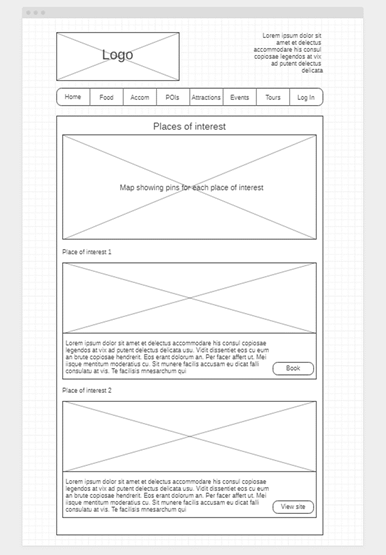 Logo
Lorem ipsum dolor sit
amet et delectus
accommodare his consul
copiosae legendos at vix
ad putent delectus
delicata
Home Food Accom POIs Attractions Events Tours Log In
Places of interest
Map showing pins for each place of interest
Place of interest 1
Lorem ipsum dolor sit amet et delectus accommodare his consul copiosae
legendos at vix ad putent delectus delicata usu. Vidit dissentiet eos cu eum
an brute copiosae hendrerit. Eos erant dolorum an. Per facer affert ut. Mei
iisque mentitum moderatius cu. Sit munere facilis accusam eu dicat falli
consulatu at vis. Te facilisis mnesarchum qui
Book
Place of interest 2
Lorem ipsum dolor sit amet et delectus accommodare his consul copiosae
legendos at vix ad putent delectus delicata usu. Vidit dissentiet eos cu eum
an brute copiosae hendrerit. Eos erant dolorum an. Per facer affert ut. Mei
iisque mentitum moderatius cu. Sit munere facilis accusam eu dicat falli
consulatu at vis. Te facilisis mnesarchum qui
View site